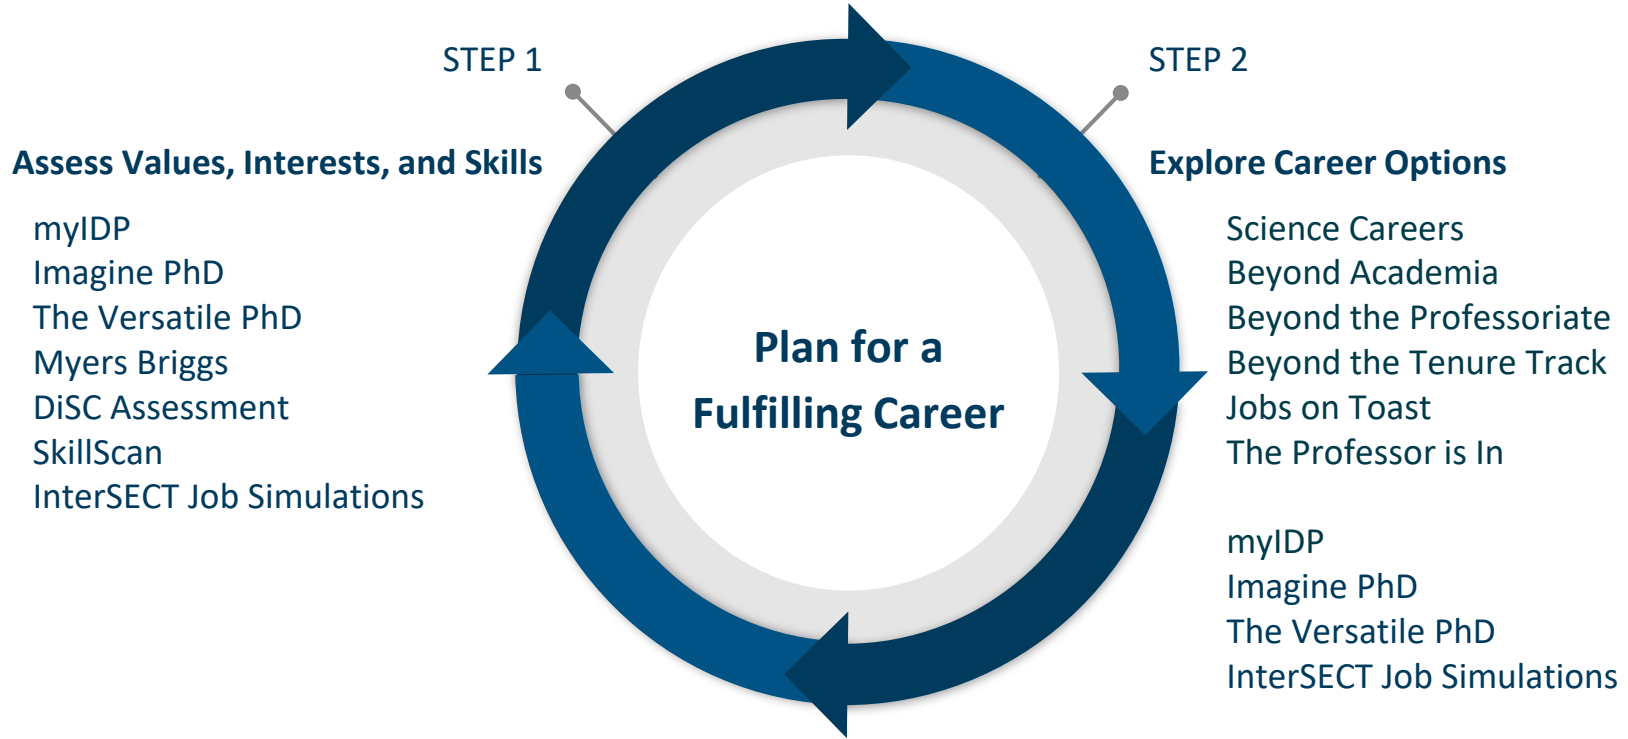 STEP 1
Assess Values, Interests, and Skills
myIDP
Imagine PhD
The Versatile PhD
Myers Briggs
DiSC Assessment
SkillScan
InterSECT Job Simulations
Plan for a
Fulfilling Career
STEP 2
Explore Career Options
Science Careers
Beyond Academia
Beyond the Professoriate
Beyond the Tenure Track
Jobs on Toast
The Professor is In
myIDP
Imagine PhD
The Versatile PhD
InterSECT Job Simulations